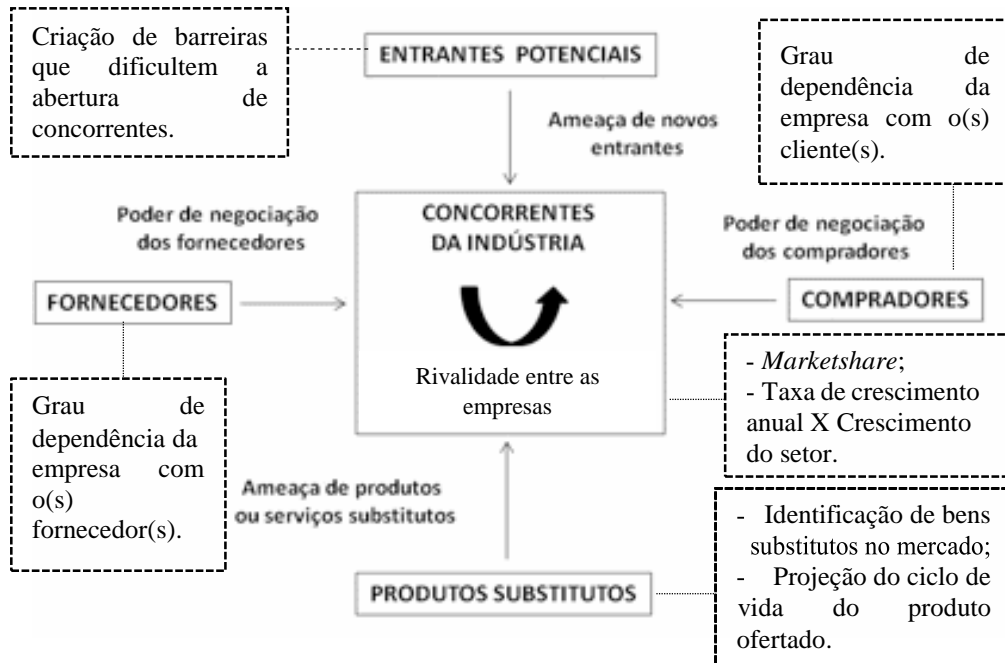 Criação de barreiras
que dificultem a
abertura de
concorrentes.
ENTRANTES POTENCIAIS
Grau de
dependência da
empresa com o(s)
cliente(s).
Ameaça de novos
entrantes
Poder de negociação
dos fornecedores
CONCORRENTES
DA INDÚSTRIA
Poder de negociação
dos compradores
FORNECEDORES
COMPRADORES
Rivalidade entre as
empresas
- Marketshare;
- Taxa de crescimento
anual X Crescimento
do setor.
Grau de
dependência da
empresa com
o(s)
fornecedor(s).
Ameaça de produtos
ou serviços substitutos
- Identificação de bens
substitutos no mercado;
- Projeção do ciclo de
vida do produto
ofertado.
PRODUTOS SUBSTITUTOS